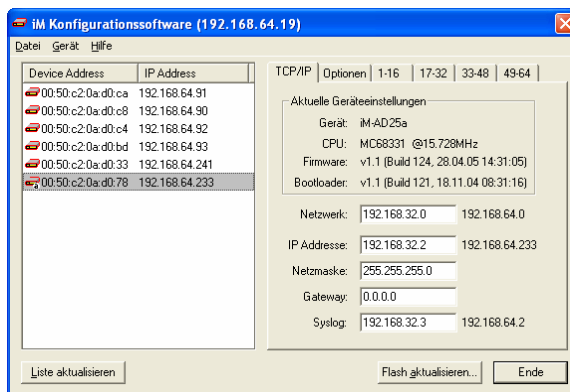 iM Konfigurationssoftware (192.168.64.19)
Datei Gerät Hilfe
Device Address IP Address
00:50:c2:0a:d0:ca 192.168.64.91
00:50:c2:0a:d0:c8 192.168.64.90
00:50:c2:0a:d0:c4 192.168.64.92
00:50:c2:0a:d0:bd 192.168.64.93
00:50:c2:0a:d0:33 192.168.64.241
00:50:c2:0a:d0:78 192.168.64.233
TCP/IP Optionen 1-16 17-32 33-48 49-64
Aktuelle Geräteeinstellungen
Gerät: iM-AD25a
CPU: MC68331 @15.728MHz
Firmware: v1.1 (Build 124, 28.04.05 14:31:05)
Bootloader: v1.1 (Build 121, 18.11.04 08:31:16)
Netzwerk: 192.168.32.0 192.168.64.0
IP Addresse: 192.168.32.2 192.168.64.233
Netzmaske: 255.255.255.0
Gateway: 0.0.0.0
Syslog: 192.168.32.3 192.168.64.2
Liste aktualisieren Flash aktualisieren... Ende